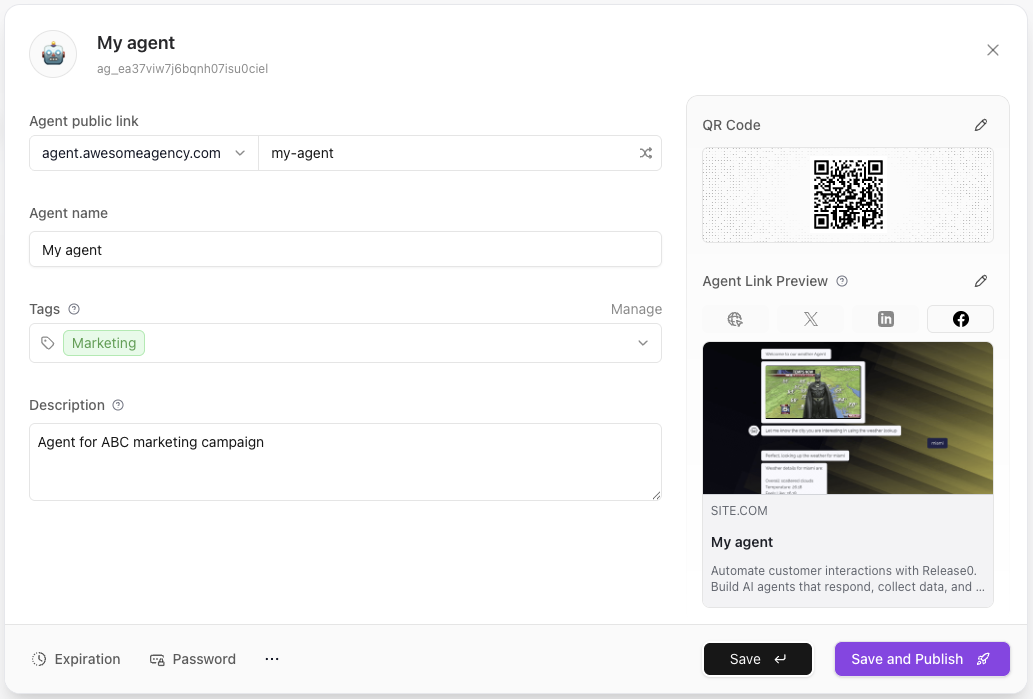 My agent
ag_ea37viw7j6bqnh07isu0ciel
Agent public link
agent.awesomeagency.com
my-agent
Agent name
My agent
Tags
Manage
Marketing
Description
Agent for ABC marketing campaign
QR Code
Agent Link Preview
Welcome to our weather Agent!
Let me know the city you are interesting in using the weather lookup
miami
Perfect, looking up the weather for miami
Weather details for miami are
Overall: scattered clouds
SITE.COM
My agent
Automate customer interactions with Release0.
Build AI agents that respond, collect data, and ...
Expiration
Password
Save
Save and Publish